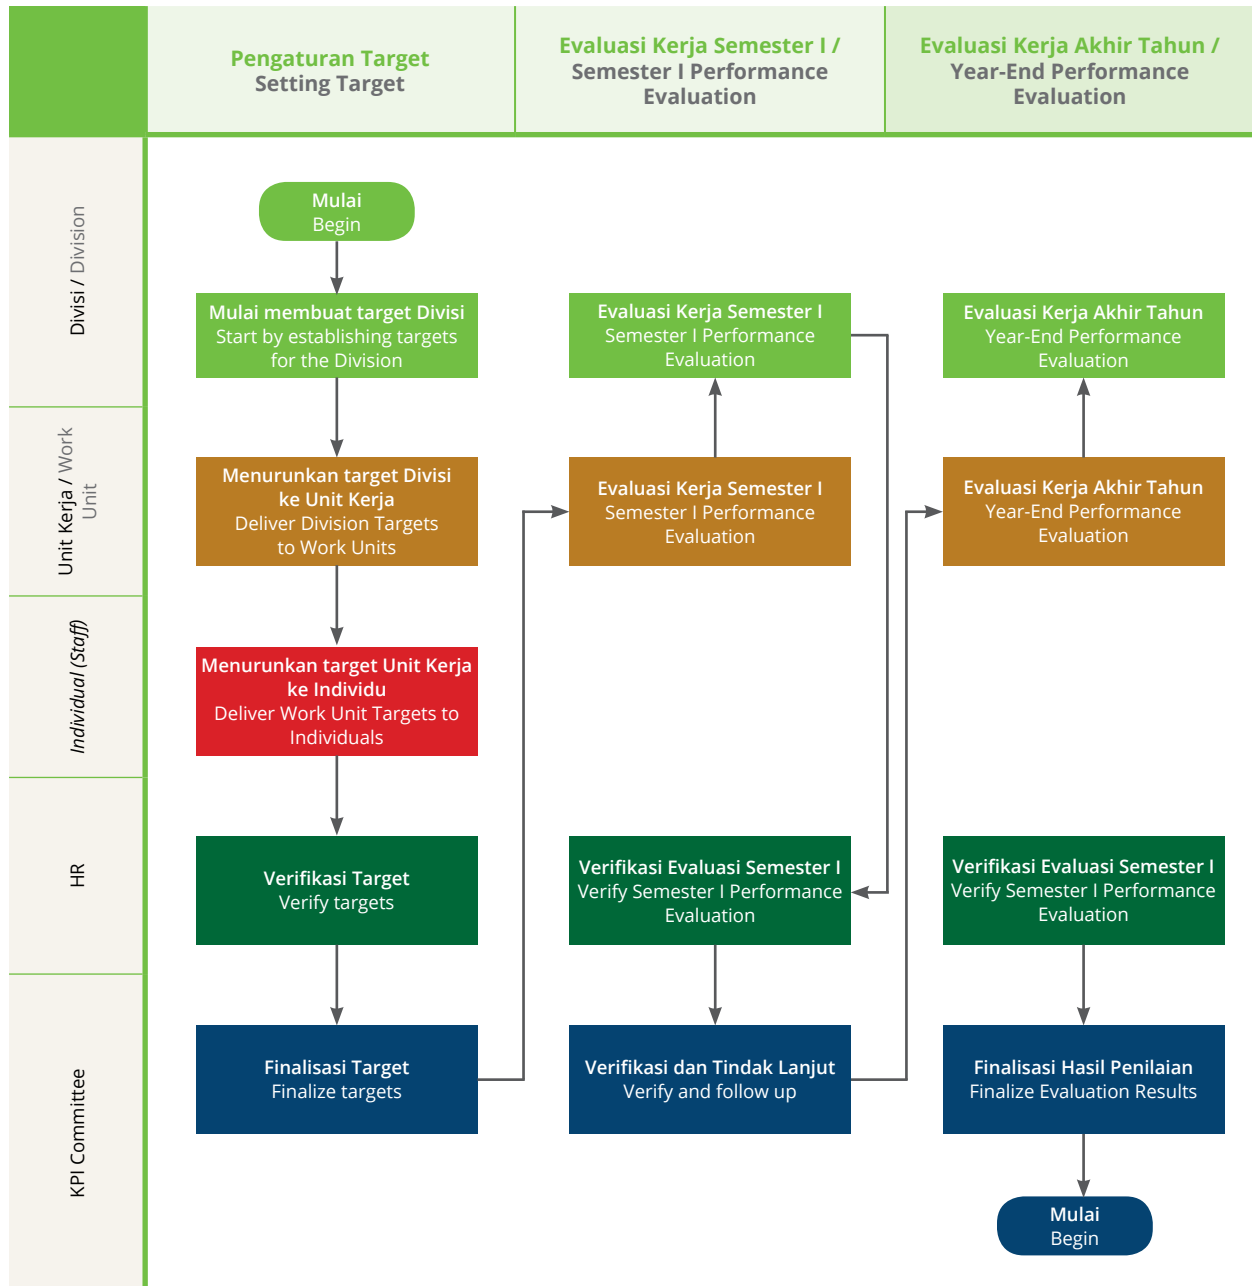 Pengaturan Target
Setting Target
Evaluasi Kerja Semester I /
Semester I Performance
Evaluation
Evaluasi Kerja Akhir Tahun /
Year-End Performance
Evaluation
Divisi / Division
Mulai
Begin
Mulai membuat target Divisi
Start by establishing targets
for the Division
Evaluasi Kerja Semester I
Semester I Performance
Evaluation
Evaluasi Kerja Akhir Tahun
Year-End Performance
Evaluation
Unit Kerja / Work
Unit
Menurunkan target Divisi
ke Unit Kerja
Deliver Division Targets
to Work Units
Evaluasi Kerja Semester I
Semester I Performance
Evaluation
Evaluasi Kerja Akhir Tahun
Year-End Performance
Evaluation
Individual (Staff)
Menurunkan target Unit Kerja
ke Individu
Deliver Work Unit Targets to
Individuals
HR
Verifikasi Target
Verify targets
Verifikasi Evaluasi Semester I
Verify Semester I Performance
Evaluation
Verifikasi Evaluasi Semester I
Verify Semester I Performance
Evaluation
KPI Committee
Finalisasi Target
Finalize targets
Verifikasi dan Tindak Lanjut
Verify and follow up
Finalisasi Hasil Penilaian
Finalize Evaluation Results
Mulai
Begin